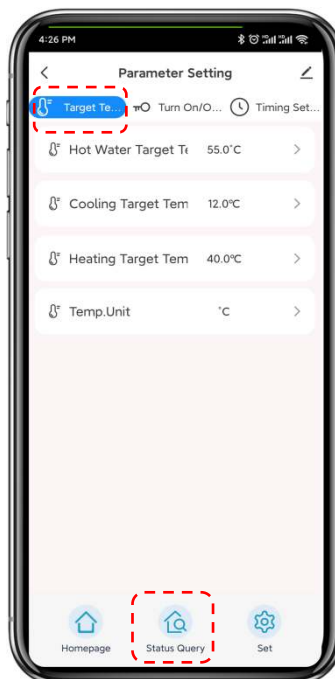 4:26 PM
Parameter Setting
Target Te... Turn On/O... Timing Set...
Hot Water Target Te 55.0°C
Cooling Target Tem 12.0℃
Heating Target Tem 40.0℃
Temp.Unit °C
Homepage Status Query Set